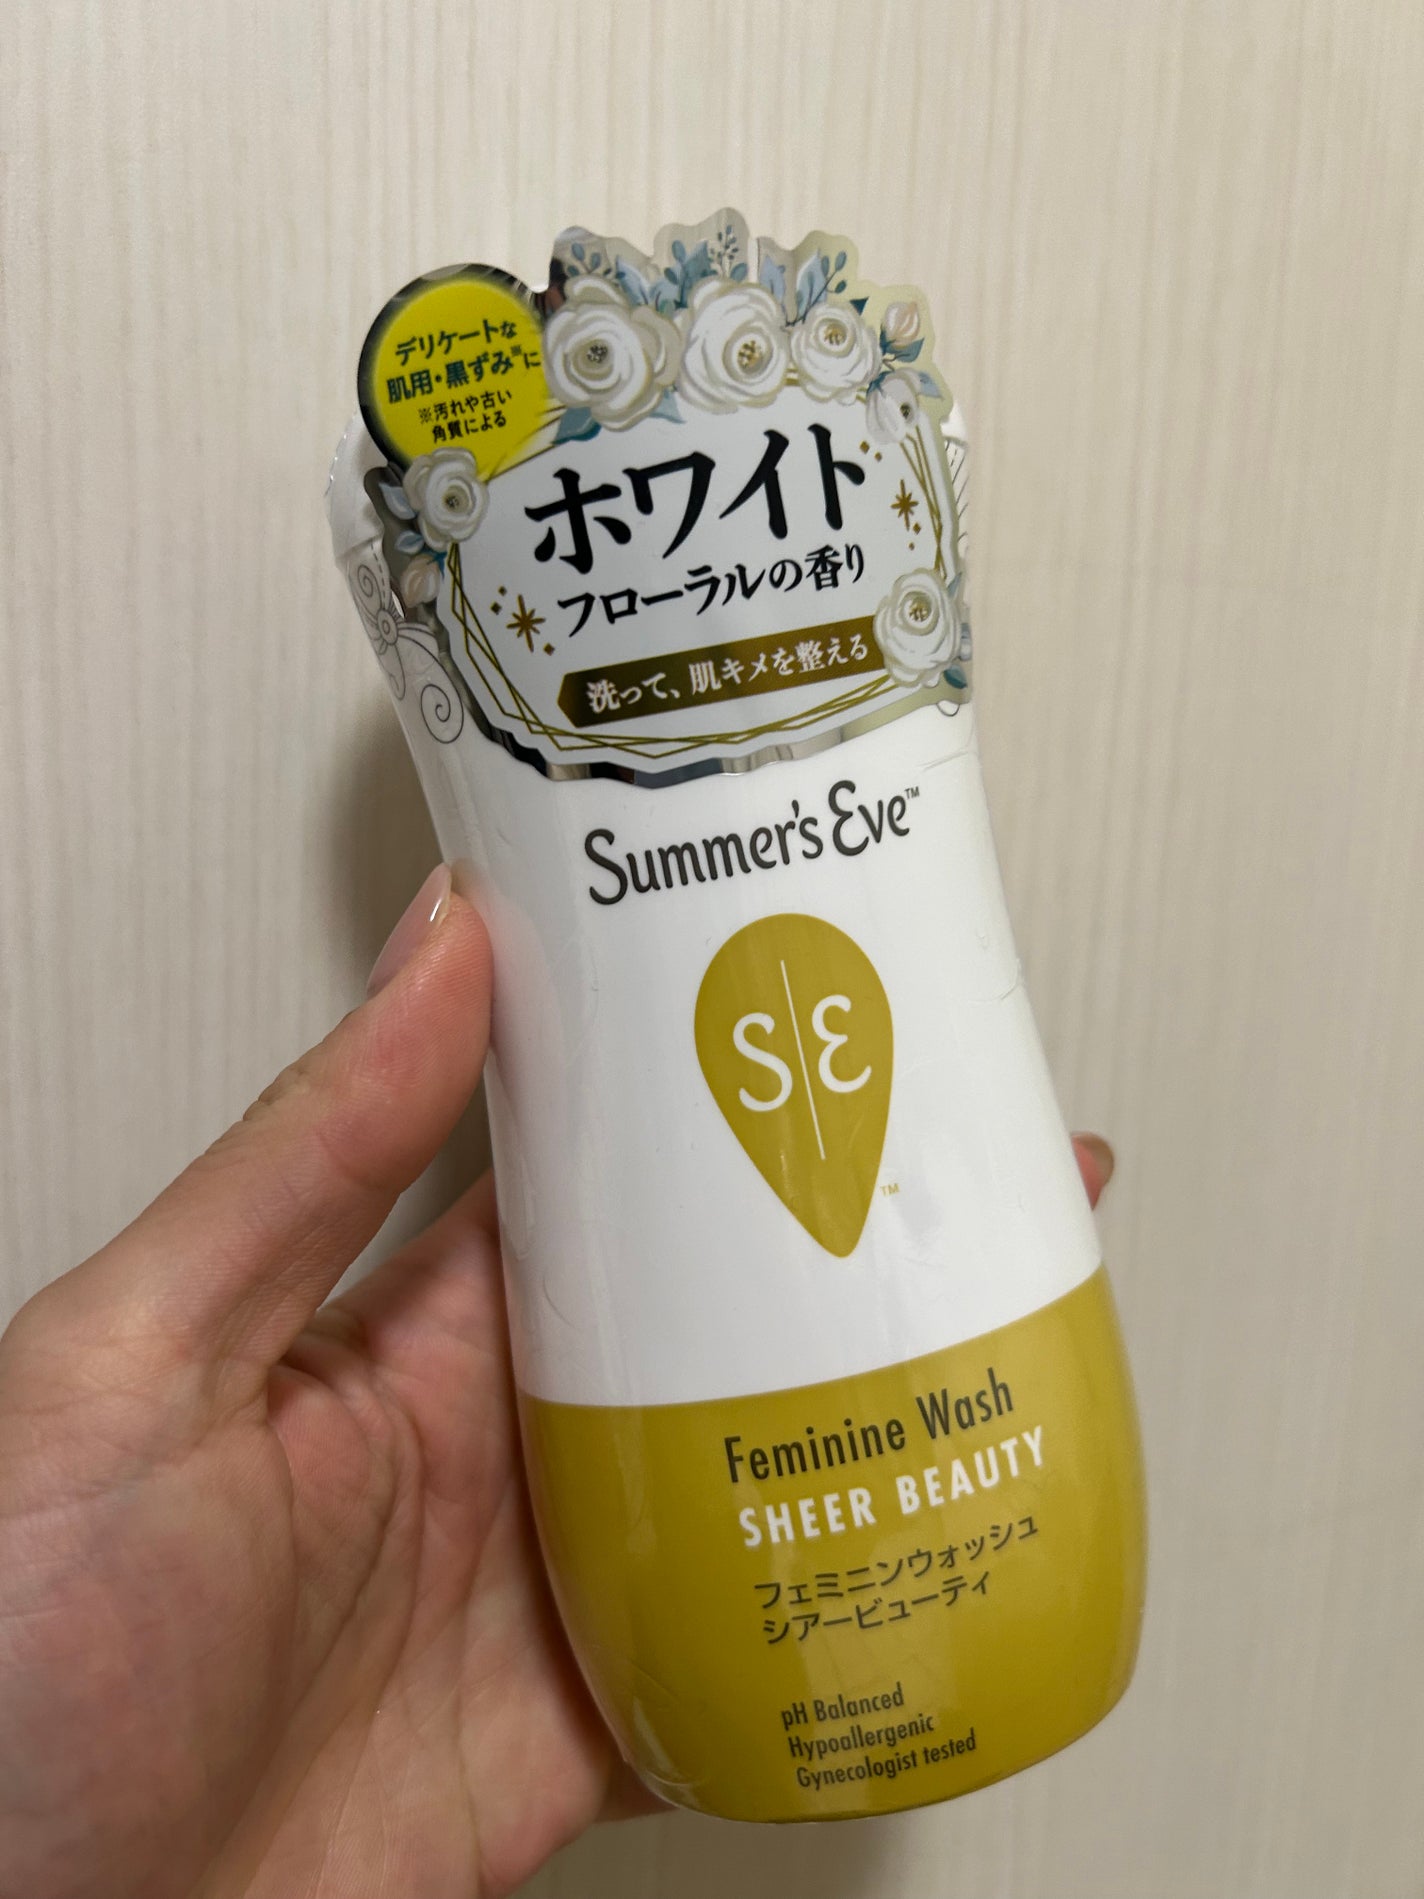 デリケートな
肌用・黒ずみ※に
※汚れや古い
角質による
ホワイト
フローラルの香り
洗って、肌キメを整える
Summer's Eve™
S|E
™
Feminine Wash
SHEER BEAUTY
フェミニンウォッシュ
シアービューティ
pH Balanced
Hypoallergenic
Gynecologist tested